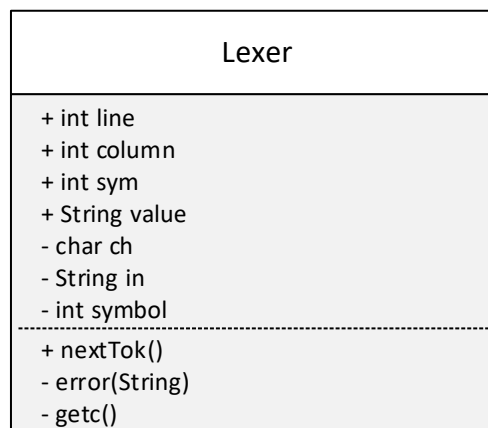 Lexer
+ int line
+ int column
+ int sym
+ String value
- char ch
- String in
- int symbol
+ nextTok()
- error(String)
- getc()